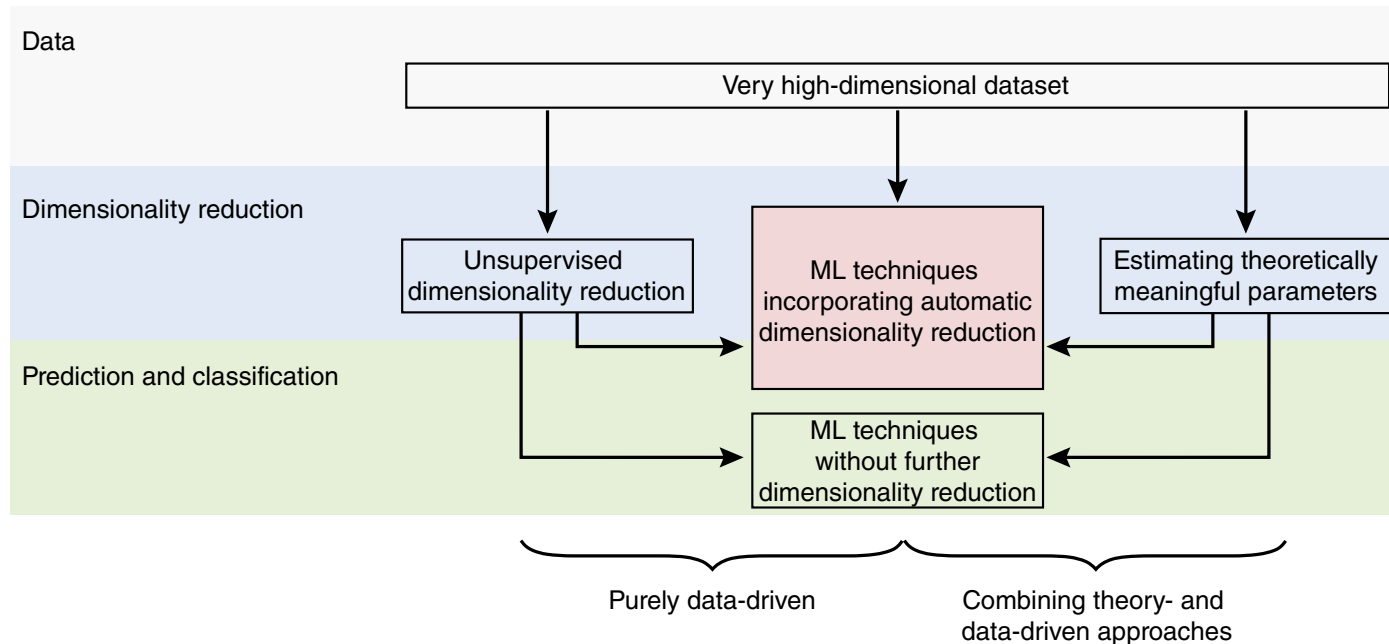 Data
Very high-dimensional dataset
Dimensionality reduction
Unsupervised
dimensionality reduction
ML techniques
incorporating automatic
dimensionality reduction
Estimating theoretically
meaningful parameters
Prediction and classification
ML techniques
without further
dimensionality reduction
Purely data-driven
Combining theory- and
data-driven approaches